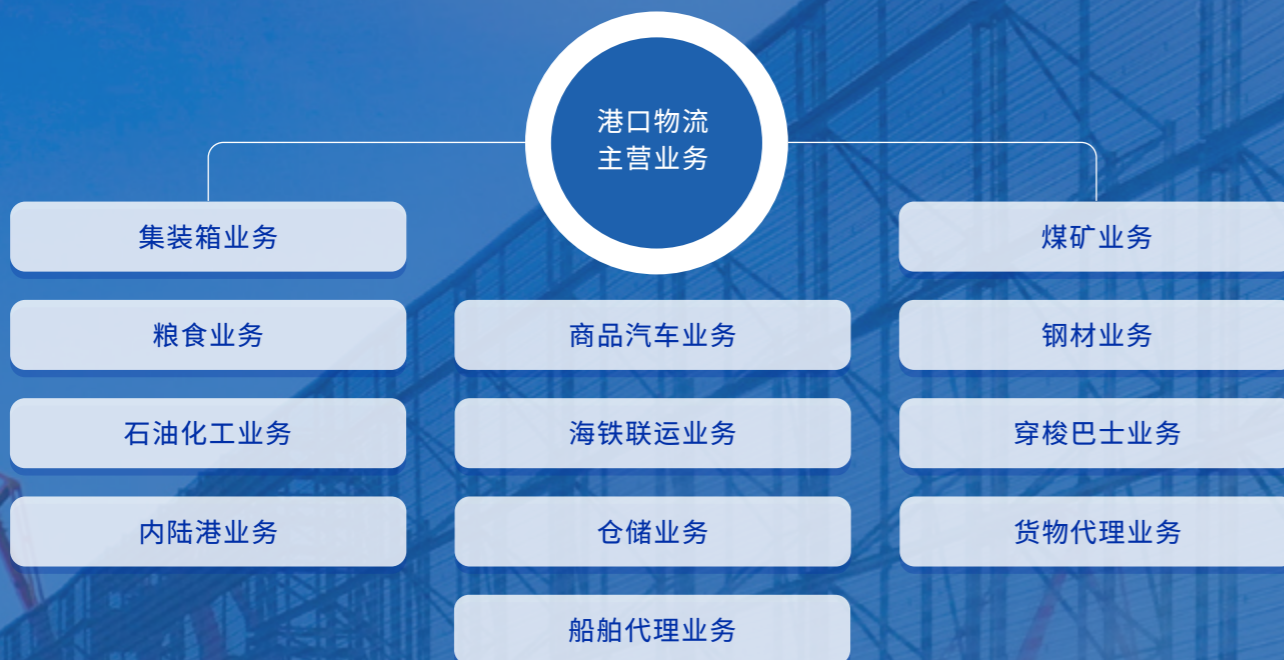 港口物流
主营业务
集装箱业务
煤矿业务
粮食业务
商品汽车业务
钢材业务
石油化工业务
海铁联运业务
穿梭巴士业务
内陆港业务
仓储业务
货物代理业务
船舶代理业务